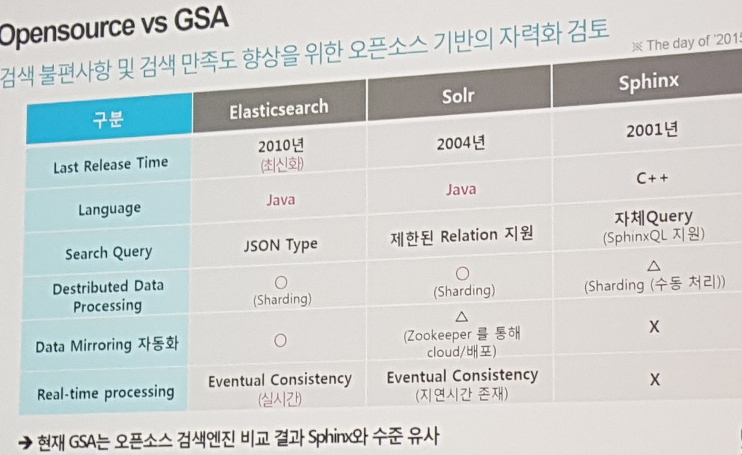 Opensource vs GSA
검색 불편사항 및 검색 만족도 향상을 위한 오픈소스 기반의 자력화 검토
※ The day of '2015
구분 Elasticsearch Solr Sphinx
Last Release Time 2010년 (최신화) 2004년 2001년
Language Java Java C++
Search Query JSON Type 제한된 Relation 지원 자체Query (SphinxQL 지원)
Destributed Data Processing ○ (Sharding) ○ (Sharding) △ (Sharding (수동 처리))
Data Mirroring 자동화 ○ △ (Zookeeper 를 통해 cloud/배포) X
Real-time processing Eventual Consistency (실시간) Eventual Consistency (지연시간 존재) X
➔ 현재 GSA는 오픈소스 검색엔진 비교 결과 Sphinx와 수준 유사